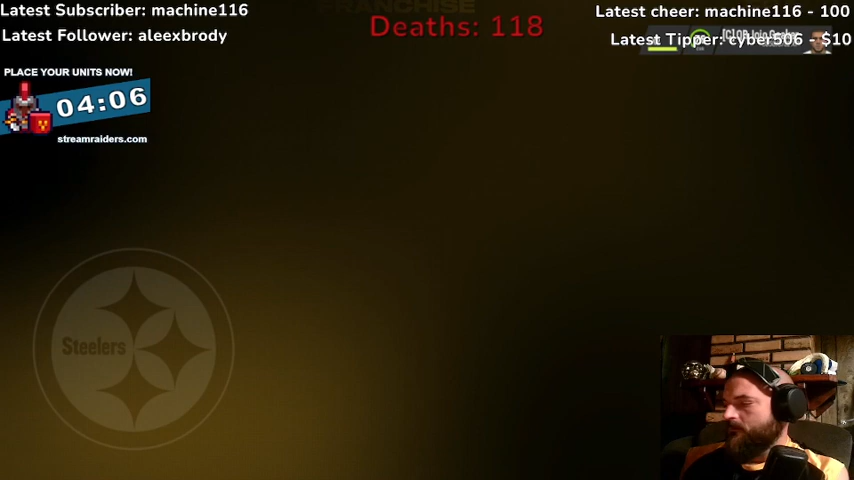 Latest Subscriber: machine116
Latest Follower: aleexbrody
FRANCHISE
Deaths: 118
Latest cheer: machine116 - 100
Latest Tipper: cyber506 - $10
PLACE YOUR UNITS NOW!
04:06
streamraiders.com
Steelers